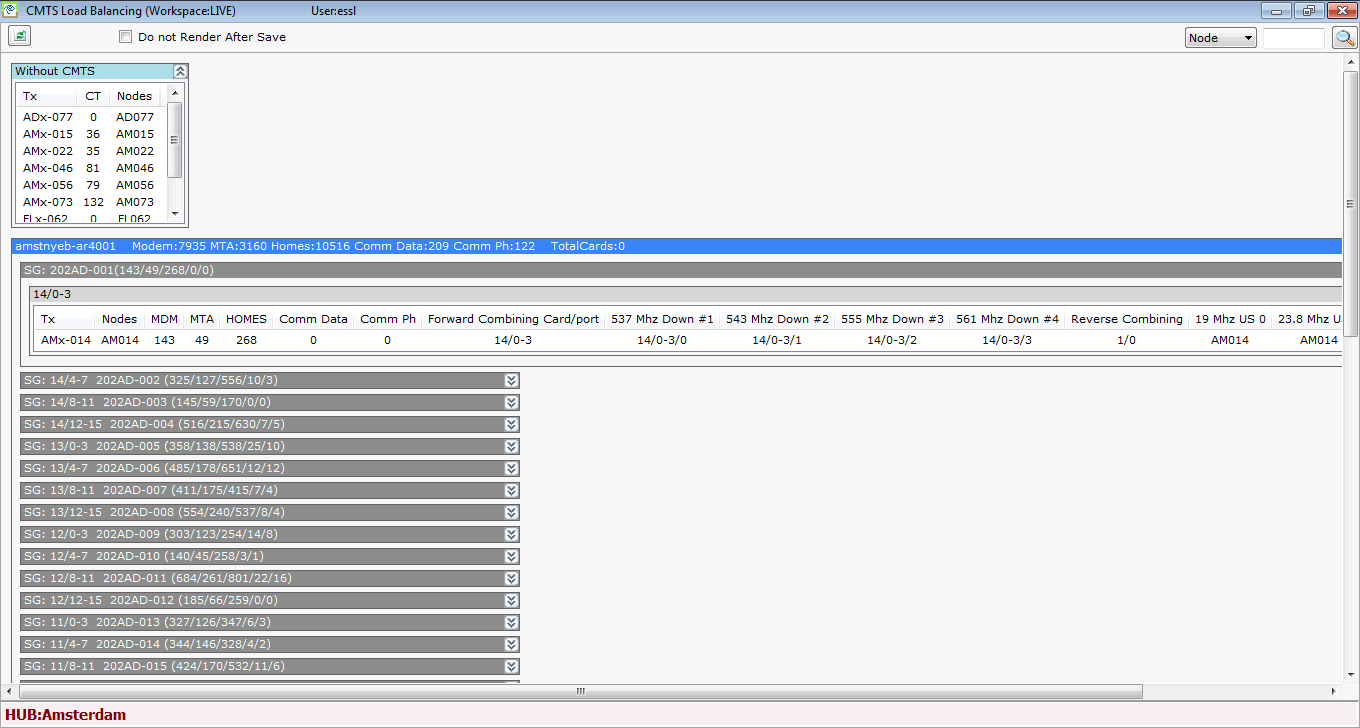 CMTS Load Balancing (Workspace:LIVE) User:essl
Do not Render After Save
Node
Without CMTS
Tx CT Nodes
ADx-077 0 AD077
AMx-015 36 AM015
AMx-022 35 AM022
AMx-046 81 AM046
AMx-056 79 AM056
AMx-073 132 AM073
FLx-062 0 FL062
amstnyeb-ar4001 Modem:7935 MTA:3160 Homes:10516 Comm Data:209 Comm Ph:122 TotalCards:0
SG: 202AD-001(143/49/268/0/0)
14/0-3
Tx Nodes MDM MTA HOMES Comm Data Comm Ph Forward Combining Card/port 537 Mhz Down #1 543 Mhz Down #2 555 Mhz Down #3 561 Mhz Down #4 Reverse Combining 19 Mhz US 0 23.8 Mhz U
AMx-014 AM014 143 49 268 0 0 14/0-3 14/0-3/0 14/0-3/1 14/0-3/2 14/0-3/3 1/0 AM014 AM014
SG: 14/4-7 202AD-002 (325/127/556/10/3)
SG: 14/8-11 202AD-003 (145/59/170/0/0)
SG: 14/12-15 202AD-004 (516/215/630/7/5)
SG: 13/0-3 202AD-005 (358/138/538/25/10)
SG: 13/4-7 202AD-006 (485/178/651/12/12)
SG: 13/8-11 202AD-007 (411/175/415/7/4)
SG: 13/12-15 202AD-008 (554/240/537/8/4)
SG: 12/0-3 202AD-009 (303/123/254/14/8)
SG: 12/4-7 202AD-010 (140/45/258/3/1)
SG: 12/8-11 202AD-011 (684/261/801/22/16)
SG: 12/12-15 202AD-012 (185/66/259/0/0)
SG: 11/0-3 202AD-013 (327/126/347/6/3)
SG: 11/4-7 202AD-014 (344/146/328/4/2)
SG: 11/8-11 202AD-015 (424/170/532/11/6)
HUB:Amsterdam